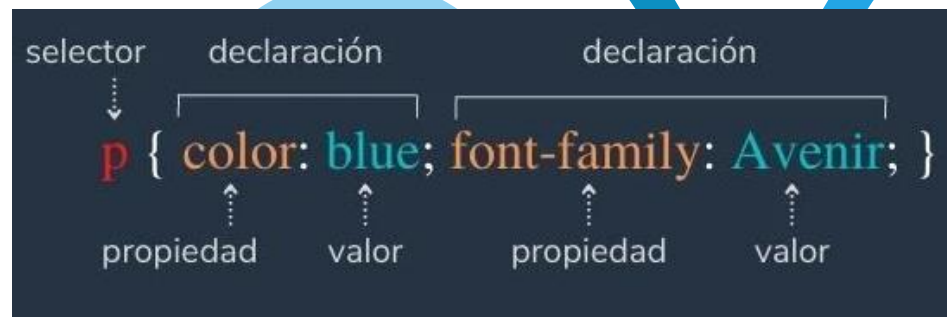 selector declaración declaración
p { color: blue; font-family: Avenir; }
propiedad valor propiedad valor